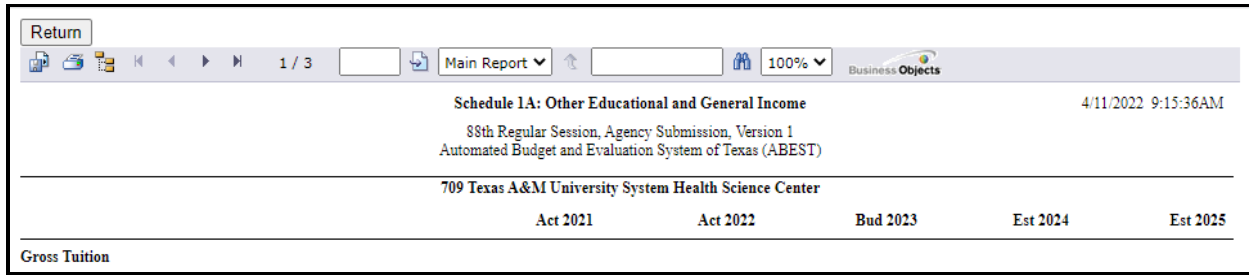 Return
1 / 3 Main Report 100% Business Objects
Schedule 1A: Other Educational and General Income 4/11/2022 9:15:36AM
88th Regular Session, Agency Submission, Version 1
Automated Budget and Evaluation System of Texas (ABEST)
709 Texas A&M University System Health Science Center
Act 2021 Act 2022 Bud 2023 Est 2024 Est 2025
Gross Tuition